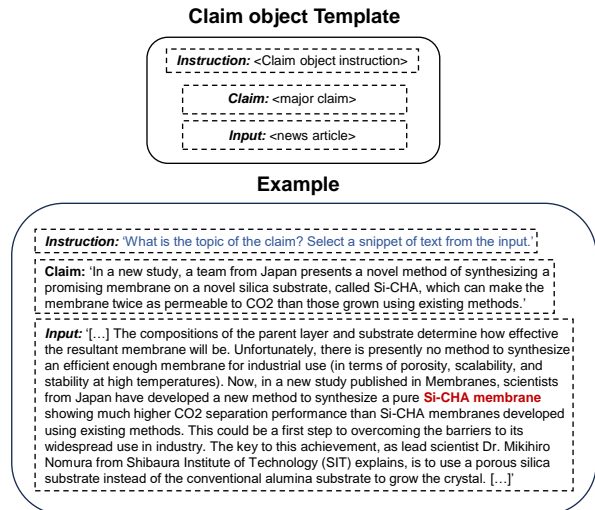 Claim object Template
Instruction: <Claim object instruction>
Claim: <major claim>
Input: <news article>
Example
Instruction: ‘What is the topic of the claim? Select a snippet of text from the input.’
Claim: ‘In a new study, a team from Japan presents a novel method of synthesizing a
promising membrane on a novel silica substrate, called Si-CHA, which can make the
membrane twice as permeable to CO2 than those grown using existing methods.’
Input: ‘[…] The compositions of the parent layer and substrate determine how effective
the resultant membrane will be. Unfortunately, there is presently no method to synthesize
an efficient enough membrane for industrial use (in terms of porosity, scalability, and
stability at high temperatures). Now, in a new study published in Membranes, scientists
from Japan have developed a new method to synthesize a pure Si-CHA membrane
showing much higher CO2 separation performance than Si-CHA membranes developed
using existing methods. This could be a first step to overcoming the barriers to its
widespread use in industry. The key to this achievement, as lead scientist Dr. Mikihiro
Nomura from Shibaura Institute of Technology (SIT) explains, is to use a porous silica
substrate instead of the conventional alumina substrate to grow the crystal. […]’